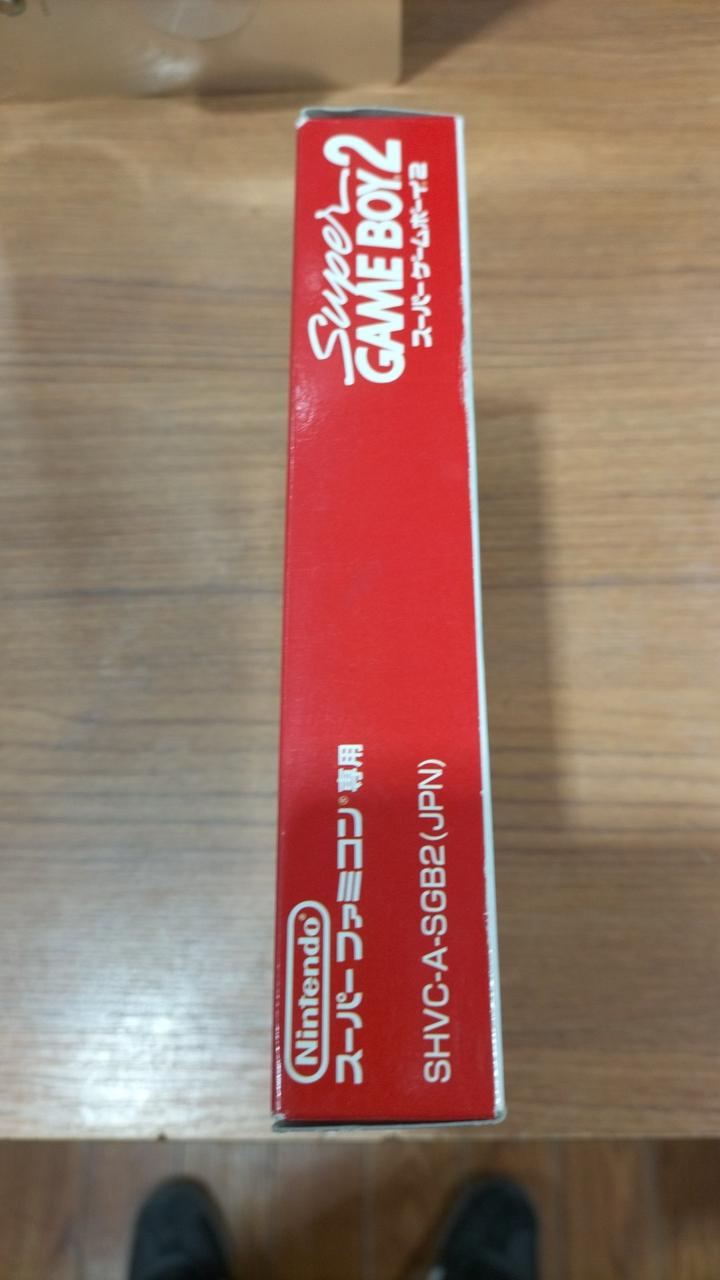 Nintendo®
スーパーファミコン®専用
SHVC-A-SGB2(JPN)
Super
GAME BOY.2
スーパーゲームボーイ2